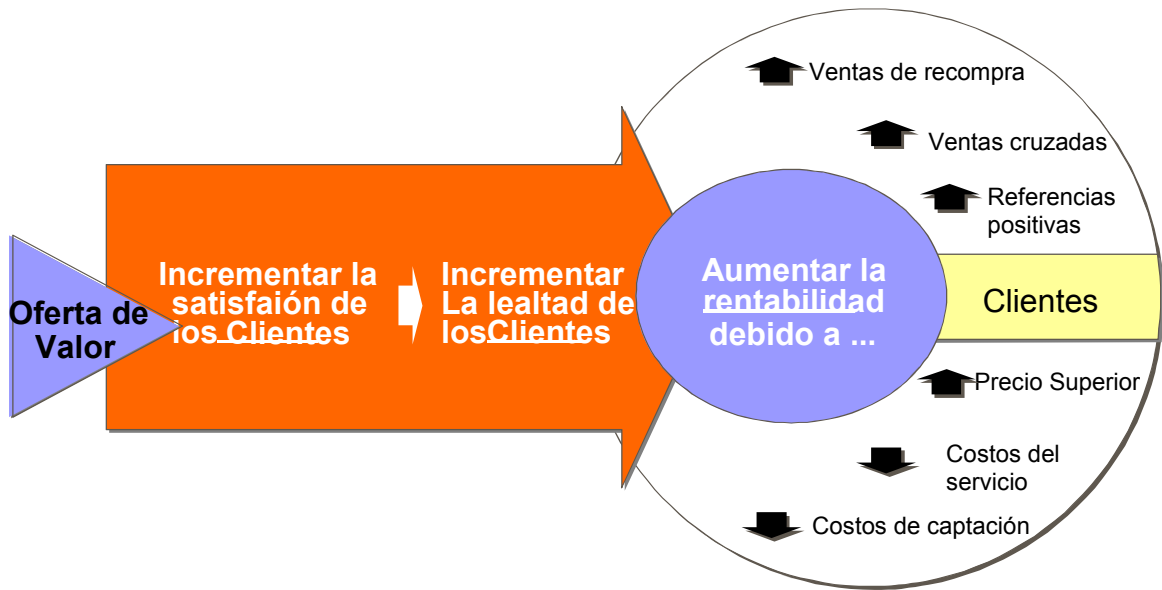 Oferta de
Valor
Incrementar la
satisfaión de
los Clientes
Incrementar
La lealtad de
losClientes
Aumentar la
rentabilidad
debido a ...
Ventas de recompra
Ventas cruzadas
Referencias
positivas
Clientes
Precio Superior
Costos del
servicio
Costos de captación